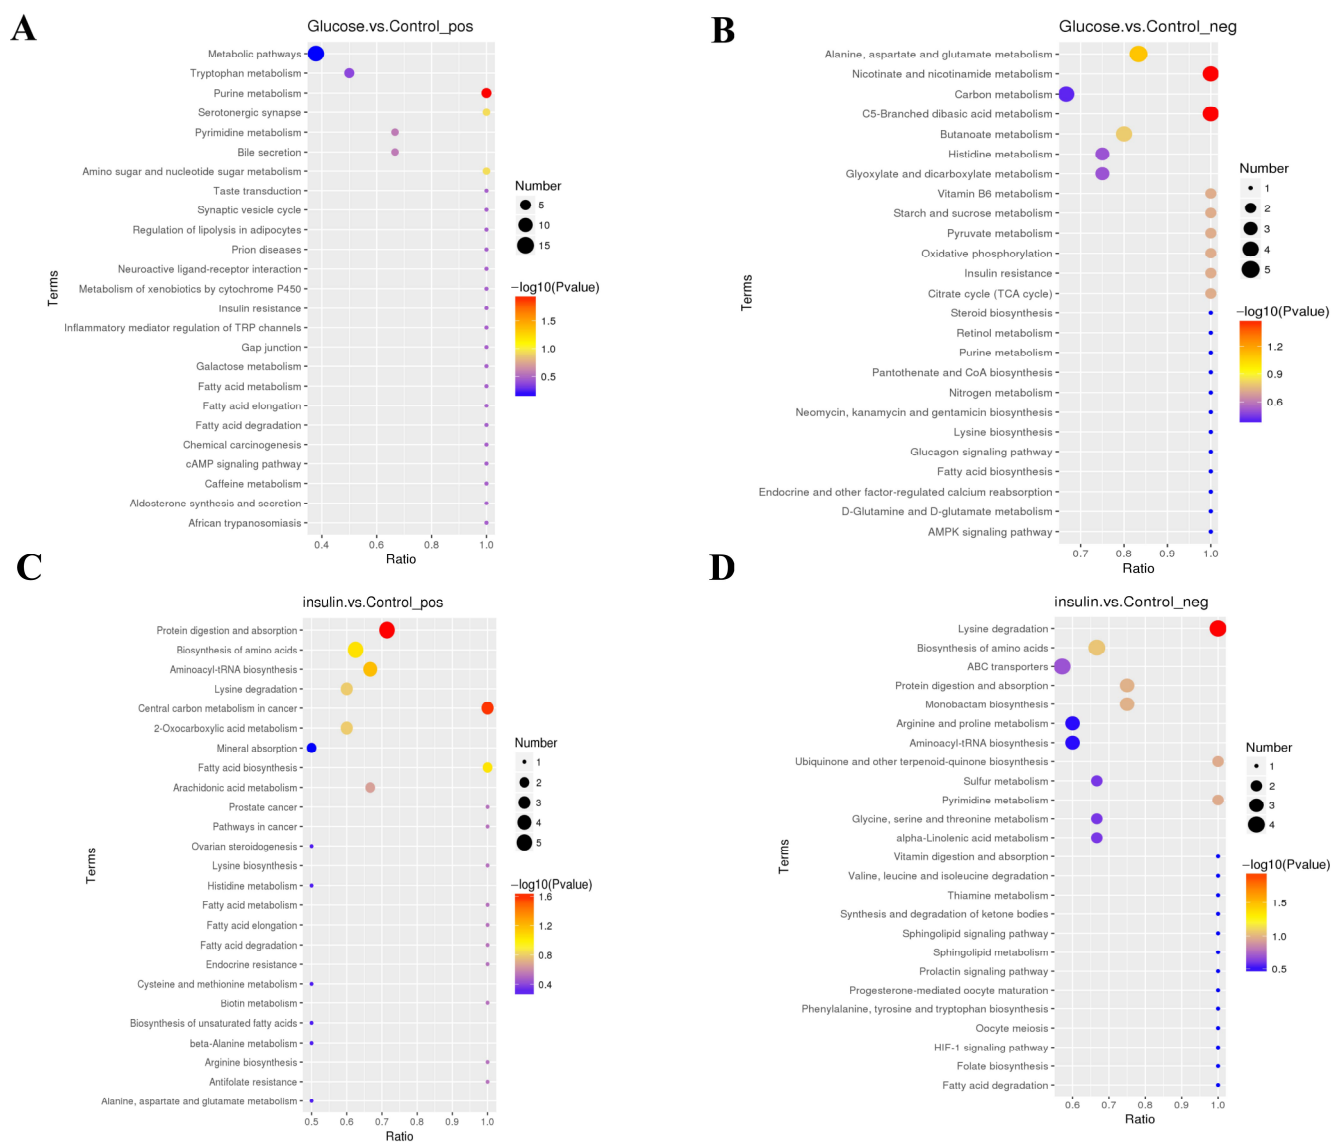 A
Glucose.vs.Control_pos
Metabolic pathways
Tryptophan metabolism
Purine metabolism
Serotonergic synapse
Pyrimidine metabolism
Bile secretion
Amino sugar and nucleotide sugar metabolism
Taste transduction
Synaptic vesicle cycle
Regulation of lipolysis in adipocytes
Prion diseases
Neuroactive ligand-receptor interaction
Metabolism of xenobiotics by cytochrome P450
Insulin resistance
Inflammatory mediator regulation of TRP channels
Gap junction
Galactose metabolism
Fatty acid metabolism
Fatty acid elongation
Fatty acid degradation
Chemical carcinogenesis
cAMP signaling pathway
Caffeine metabolism
Aldosterone synthesis and secretion
African trypanosomiasis
0.4 0.6 0.8 1.0
Ratio
Terms
Number
5
10
15
−log10(Pvalue)
1.5
1.0
0.5
B
Glucose.vs.Control_neg
Alanine, aspartate and glutamate metabolism
Nicotinate and nicotinamide metabolism
Carbon metabolism
C5-Branched dibasic acid metabolism
Butanoate metabolism
Histidine metabolism
Glyoxylate and dicarboxylate metabolism
Vitamin B6 metabolism
Starch and sucrose metabolism
Pyruvate metabolism
Oxidative phosphorylation
Insulin resistance
Citrate cycle (TCA cycle)
Steroid biosynthesis
Retinol metabolism
Purine metabolism
Pantothenate and CoA biosynthesis
Nitrogen metabolism
Neomycin, kanamycin and gentamicin biosynthesis
Lysine biosynthesis
Glucagon signaling pathway
Fatty acid biosynthesis
Endocrine and other factor-regulated calcium reabsorption
D-Glutamine and D-glutamate metabolism
AMPK signaling pathway
0.7 0.8 0.9 1.0
Ratio
Terms
Number
1
2
3
4
5
−log10(Pvalue)
1.2
0.9
0.6
C
insulin.vs.Control_pos
Protein digestion and absorption
Biosynthesis of amino acids
Aminoacyl-tRNA biosynthesis
Lysine degradation
Central carbon metabolism in cancer
2-Oxocarboxylic acid metabolism
Mineral absorption
Fatty acid biosynthesis
Arachidonic acid metabolism
Prostate cancer
Pathways in cancer
Ovarian steroidogenesis
Lysine biosynthesis
Histidine metabolism
Fatty acid metabolism
Fatty acid elongation
Fatty acid degradation
Endocrine resistance
Cysteine and methionine metabolism
Biotin metabolism
Biosynthesis of unsaturated fatty acids
beta-Alanine metabolism
Arginine biosynthesis
Antifolate resistance
Alanine, aspartate and glutamate metabolism
0.5 0.6 0.7 0.8 0.9 1.0
Ratio
Terms
Number
1
2
3
4
5
−log10(Pvalue)
1.6
1.2
0.8
0.4
D
insulin.vs.Control_neg
Lysine degradation
Biosynthesis of amino acids
ABC transporters
Protein digestion and absorption
Monobactam biosynthesis
Arginine and proline metabolism
Aminoacyl-tRNA biosynthesis
Ubiquinone and other terpenoid-quinone biosynthesis
Sulfur metabolism
Pyrimidine metabolism
Glycine, serine and threonine metabolism
alpha-Linolenic acid metabolism
Vitamin digestion and absorption
Valine, leucine and isoleucine degradation
Thiamine metabolism
Synthesis and degradation of ketone bodies
Sphingolipid signaling pathway
Sphingolipid metabolism
Prolactin signaling pathway
Progesterone-mediated oocyte maturation
Phenylalanine, tyrosine and tryptophan biosynthesis
Oocyte meiosis
HIF-1 signaling pathway
Folate biosynthesis
Fatty acid degradation
0.6 0.7 0.8 0.9 1.0
Ratio
Terms
Number
1
2
3
4
−log10(Pvalue)
1.5
1.0
0.5